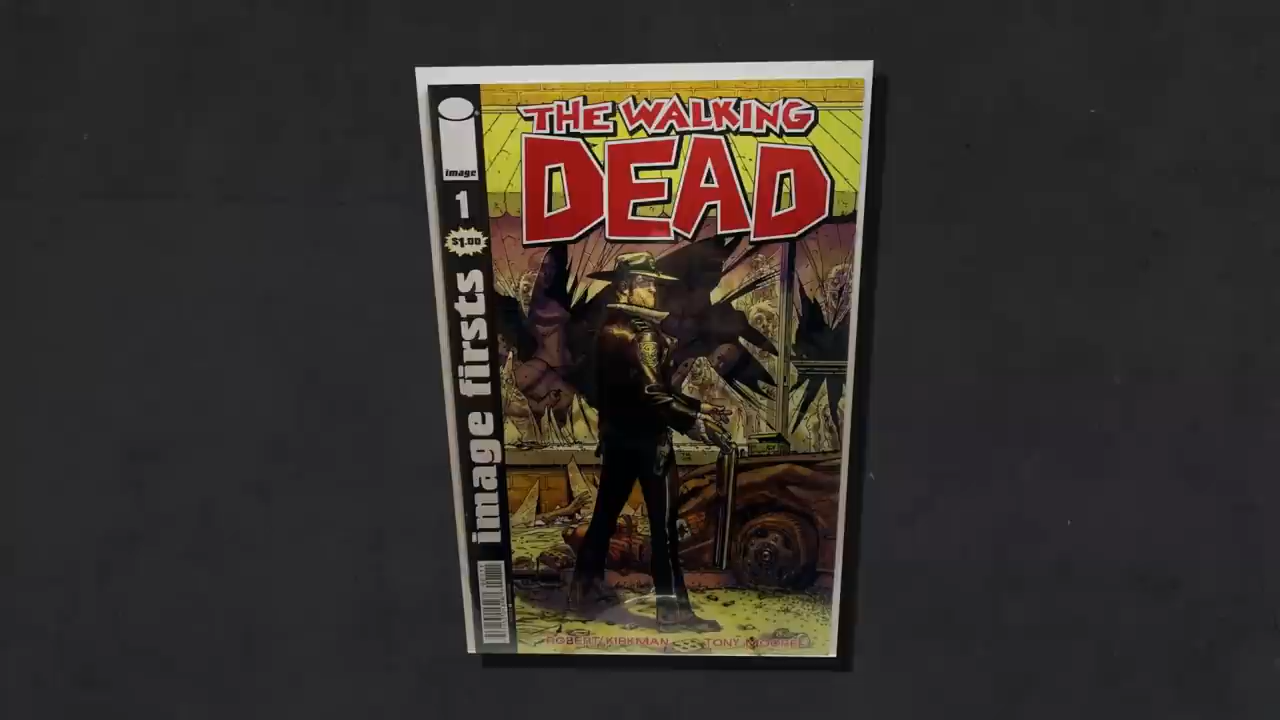 image
1
$1.00
image firsts
THE WALKING
DEAD
ROBERT KIRKMAN TONY MOORE